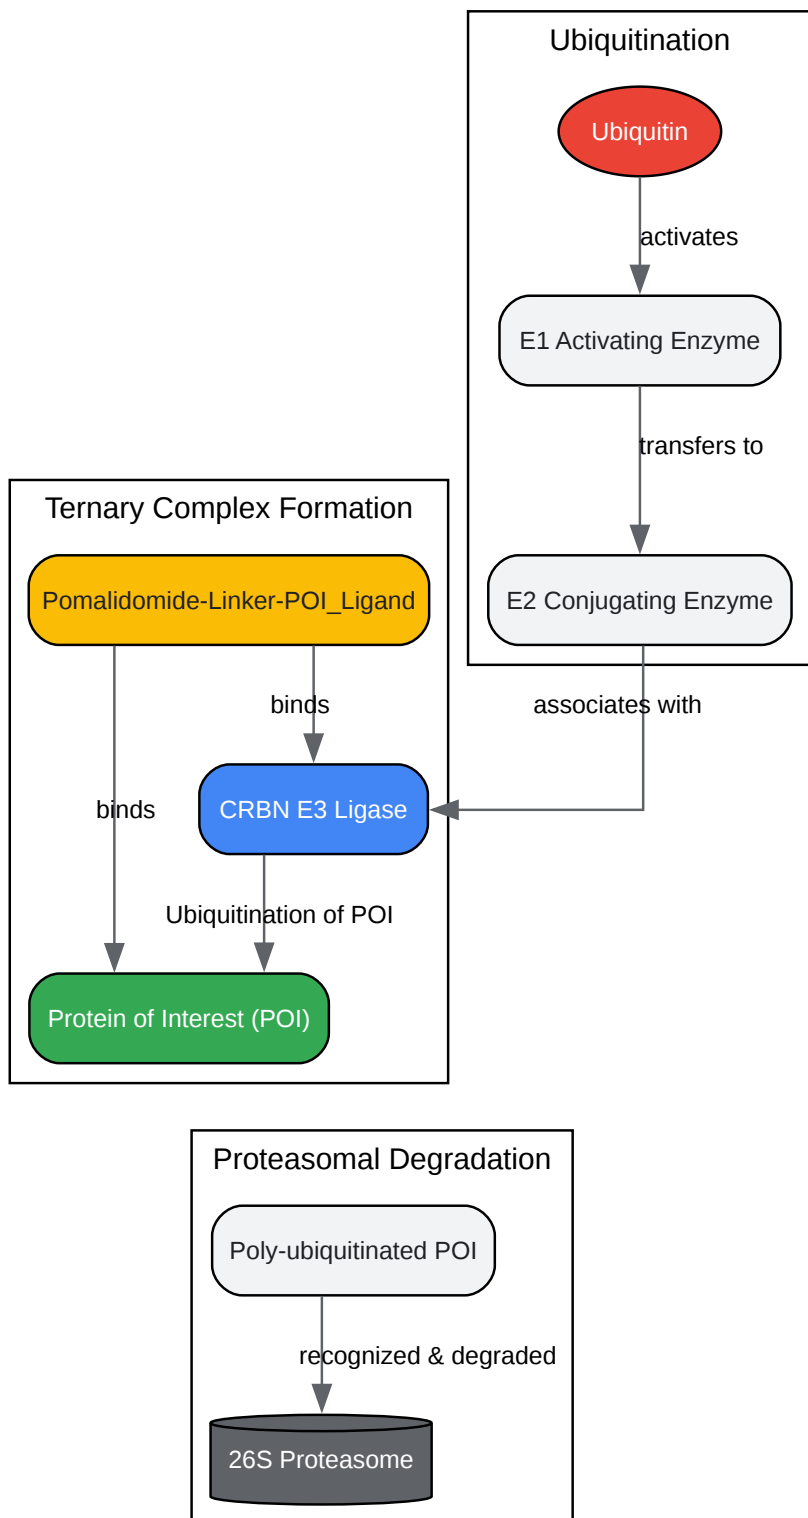 Ubiquitination
Ubiquitin
activates
E1 Activating Enzyme
transfers to
E2 Conjugating Enzyme
associates with
Ternary Complex Formation
Pomalidomide-Linker-POI_Ligand
binds
CRBN E3 Ligase
binds
Ubiquitination of POI
Protein of Interest (POI)
Proteasomal Degradation
Poly-ubiquitinated POI
recognized & degraded
26S Proteasome